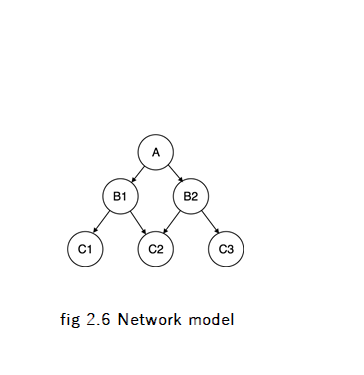 A
B1 B2
C1 C2 C3
fig 2.6 Network model